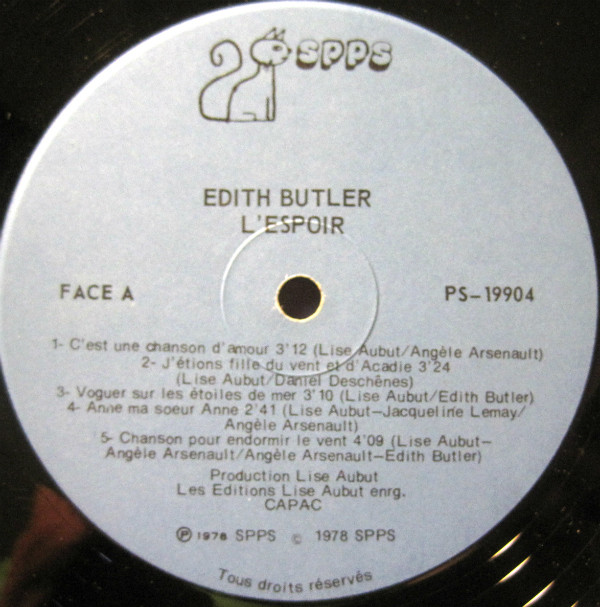 SPPS
EDITH BUTLER
L'ESPOIR
FACE A
PS-19904
1- C'est une chanson d'amour 3'12 (Lise Aubut/Angèle Arsenault)
2- J'étions fille du vent et d'Acadie 3'24
(Lise Aubut/Daniel Deschênes)
3- Voguer sur les étoiles de mer 3'10 (Lise Aubut/Edith Butler)
4- Anne ma soeur Anne 2'41 (Lise Aubut-Jacqueline Lemay/
Angèle Arsenault)
5- Chanson pour endormir le vent 4'09 (Lise Aubut-
Angèle Arsenault/Angèle Arsenault-Edith Butler)
Production Lise Aubut
Les Editions Lise Aubut enrg.
CAPAC
℗ 1978 SPPS © 1978 SPPS
Tous droits réservés